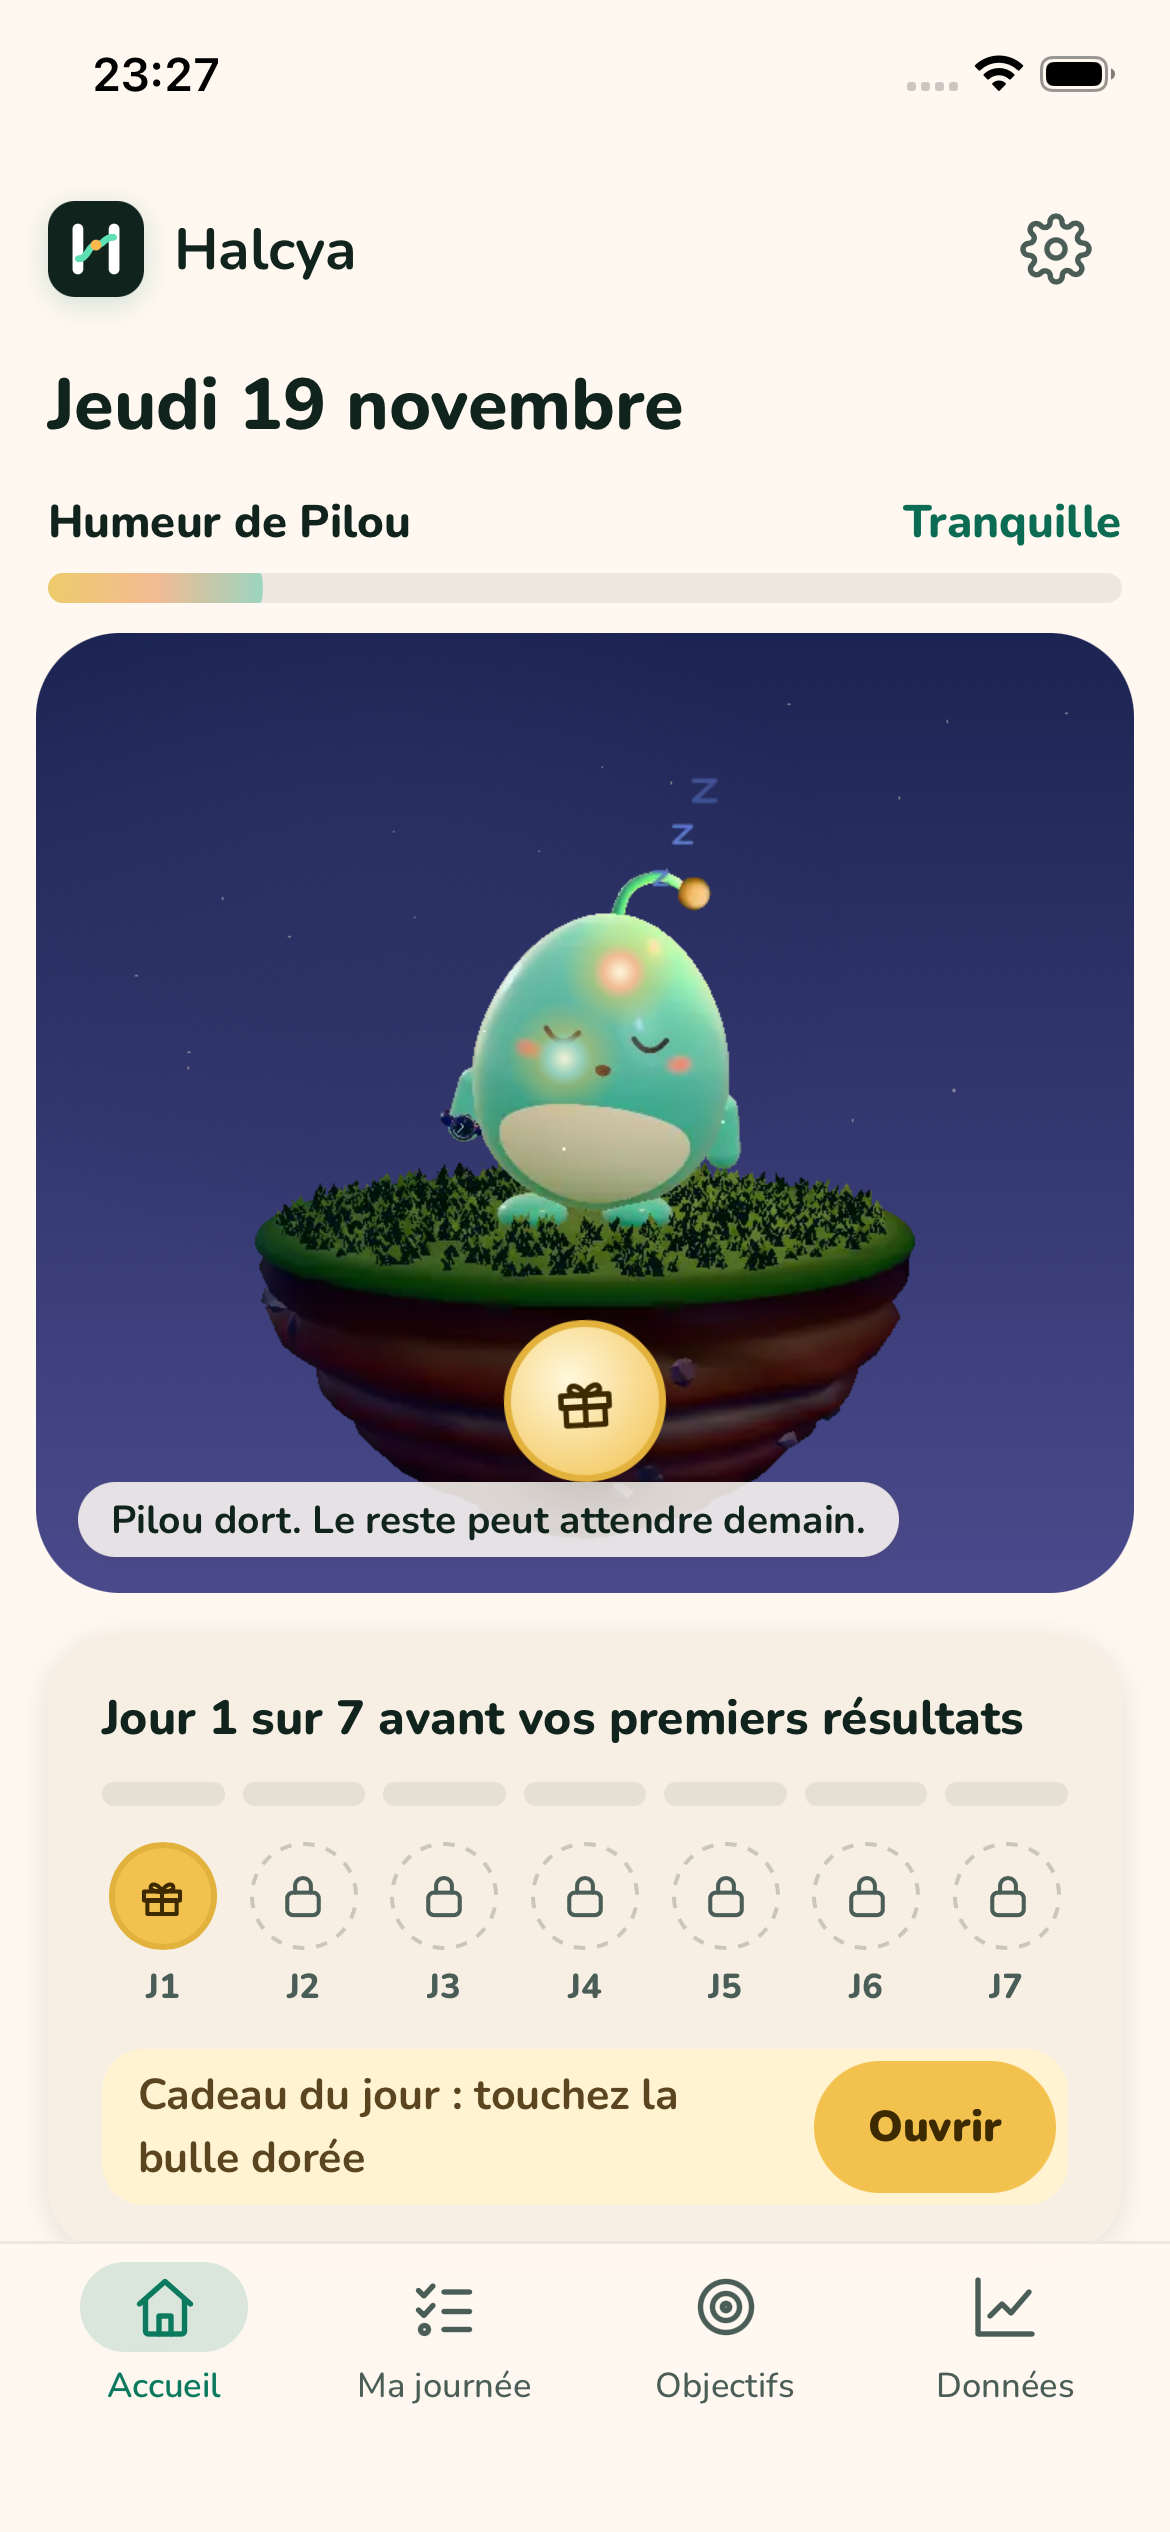 23:27
Halcya
Jeudi 19 novembre
Humeur de Pilou
Tranquille
Z
Z
Z
Pilou dort. Le reste peut attendre demain.
Jour 1 sur 7 avant vos premiers résultats
J1
J2
J3
J4
J5
J6
J7
Cadeau du jour : touchez la
bulle dorée
Ouvrir
Accueil
Ma journée
Objectifs
Données